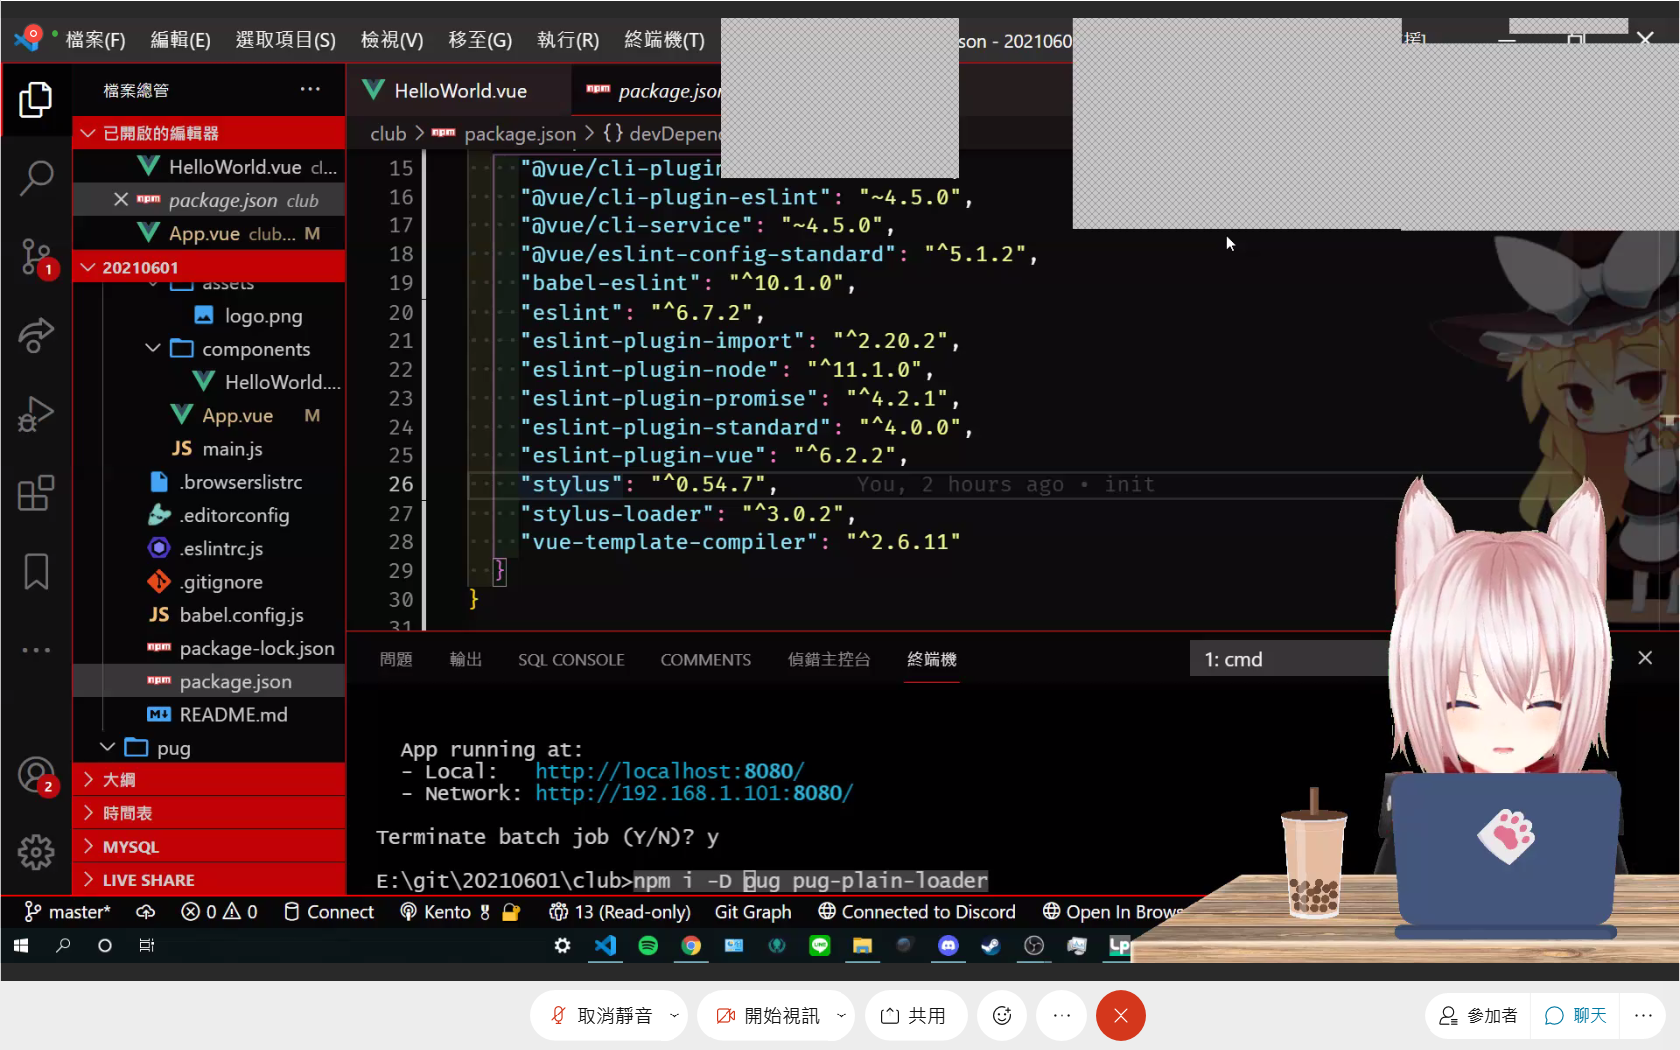 檔案(F) 編輯(E) 選取項目(S) 檢視(V) 移至(G) 執行(R) 終端機(T) son - 2021060
檔案總管 ···
已開啟的編輯器
HelloWorld.vue cl...
package.json club
App.vue club... M
20210601
assets
logo.png
components
HelloWorld....
App.vue M
JS main.js
.browserslistrc
.editorconfig
.eslintrc.js
.gitignore
JS babel.config.js
package-lock.json
package.json
README.md
pug
大綱
時間表
MYSQL
LIVE SHARE
1
2
HelloWorld.vue package.json
club > package.json > {} devDepend
15 "@vue/cli-plugin
16 "@vue/cli-plugin-eslint": "~4.5.0",
17 "@vue/cli-service": "~4.5.0",
18 "@vue/eslint-config-standard": "^5.1.2",
19 "babel-eslint": "^10.1.0",
20 "eslint": "^6.7.2",
21 "eslint-plugin-import": "^2.20.2",
22 "eslint-plugin-node": "^11.1.0",
23 "eslint-plugin-promise": "^4.2.1",
24 "eslint-plugin-standard": "^4.0.0",
25 "eslint-plugin-vue": "^6.2.2",
26 "stylus": "^0.54.7", You, 2 hours ago • init
27 "stylus-loader": "^3.0.2",
28 "vue-template-compiler": "^2.6.11"
29 }
30 }
31
問題 輸出 SQL CONSOLE COMMENTS 偵錯主控台 終端機 1: cmd
App running at:
- Local: http://localhost:8080/
- Network: http://192.168.1.101:8080/
Terminate batch job (Y/N)? y
E:\git\20210601\club>npm i -D pug pug-plain-loader
master* 0 0 Connect Kento 13 (Read-only) Git Graph Connected to Discord Open In Brows
取消靜音 開始視訊 共用 ··· 參加者 聊天 ···